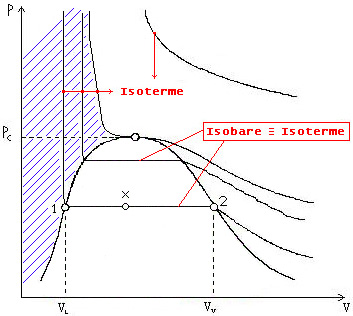 P
Isoterme
P_C
Isobare ≡ Isoterme
×
1
2
V_L
V_V
V